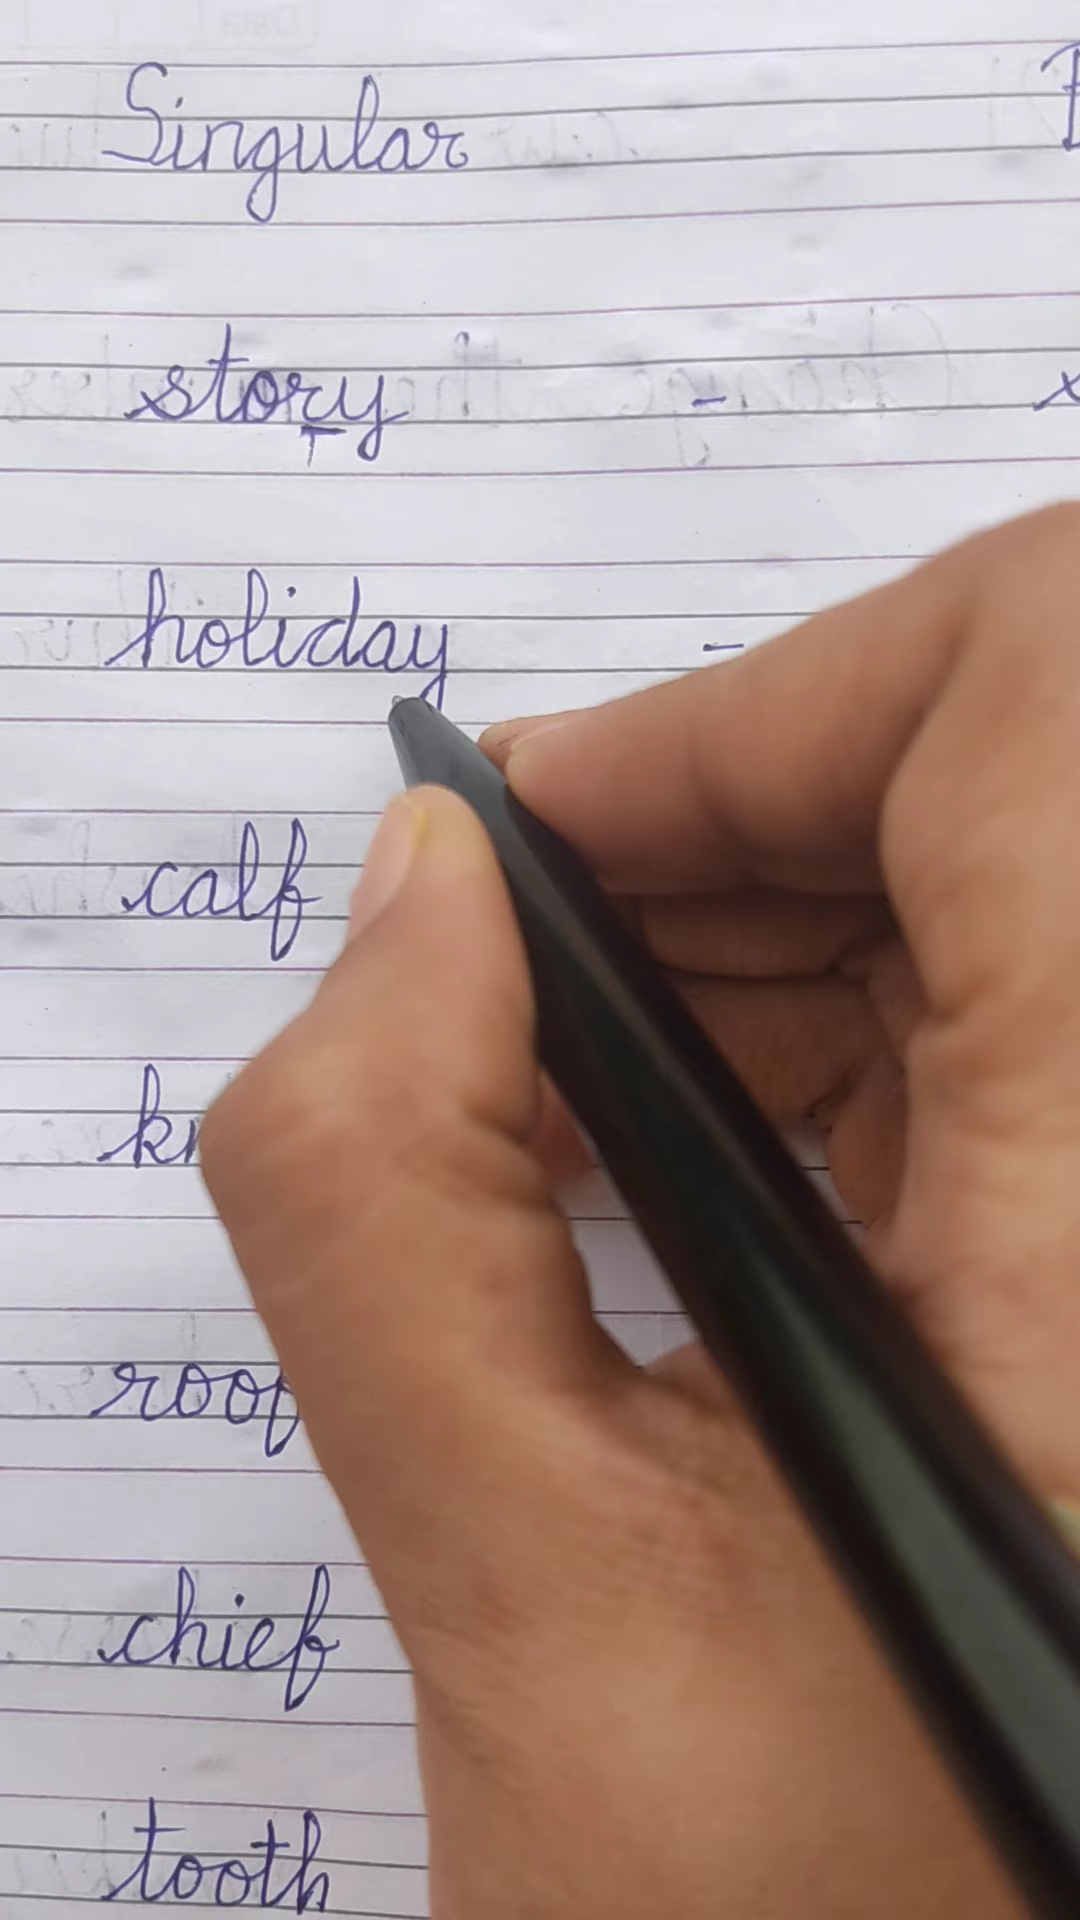 Singular
story -
holiday -
calf
roof
chief
tooth